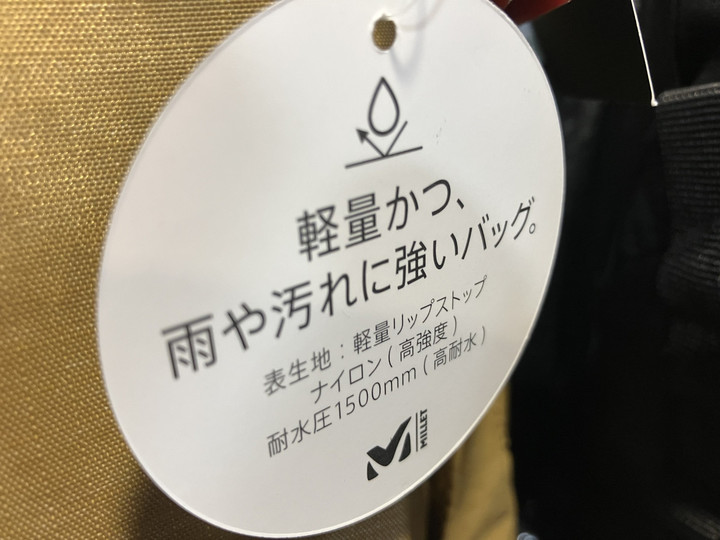 軽量かつ、
雨や汚れに強いバッグ。
表生地：軽量リップストップ
ナイロン(高強度)
耐水圧1500mm(高耐水)
MILLET